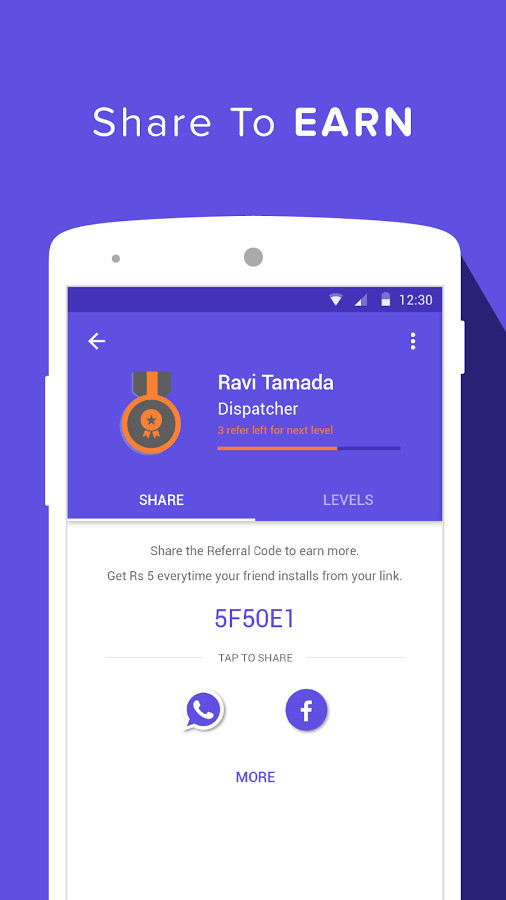 Share To EARN
12:30
Ravi Tamada
Dispatcher
3 refer left for next level
SHARE LEVELS
Share the Referral Code to earn more.
Get Rs 5 everytime your friend installs from your link.
5F50E1
TAP TO SHARE
MORE